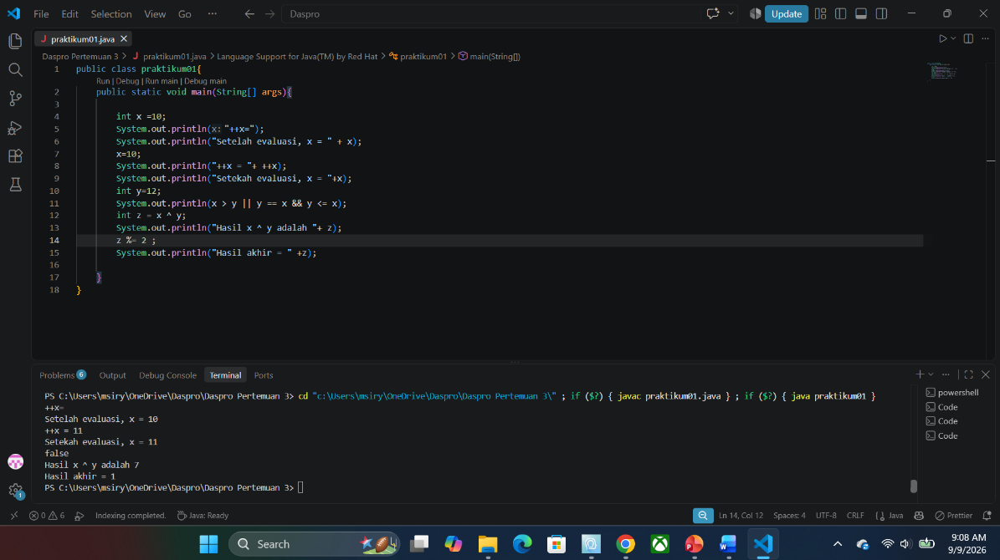 File Edit Selection View Go ··· Daspro Update
praktikum01.java
Daspro Pertemuan 3 > J praktikum01.java > Language Support for Java(TM) by Red Hat > praktikum01 > main(String[])
1 public class praktikum01{
Run | Debug | Run main | Debug main
2 public static void main(String[] args){
3
4 int x =10;
5 System.out.println(x: "++x=");
6 System.out.println("Setelah evaluasi, x = " + x);
7 x=10;
8 System.out.println("++x = "+ ++x);
9 System.out.println("Setekah evaluasi, x = "+x);
10 int y=12;
11 System.out.println(x > y || y == x && y <= x);
12 int z = x ^ y;
13 System.out.println("Hasil x ^ y adalah "+ z);
14 z %= 2 ;
15 System.out.println("Hasil akhir = " +z);
16
17 }
18 }
Problems 6 Output Debug Console Terminal Ports
PS C:\Users\msiry\OneDrive\Daspro\Daspro Pertemuan 3> cd "c:\Users\msiry\OneDrive\Daspro\Daspro Pertemuan 3\" ; if ($?) { javac praktikum01.java } ; if ($?) { java praktikum01 }
++x=
Setelah evaluasi, x = 10
++x = 11
Setekah evaluasi, x = 11
false
Hasil x ^ y adalah 7
Hasil akhir = 1
PS C:\Users\msiry\OneDrive\Daspro\Daspro Pertemuan 3>
powershell
Code
Code
Code
1
0 6 Indexing completed. Java: Ready Ln 14, Col 12 Spaces: 4 UTF-8 CRLF Java Prettier
Search
9:08 AM
9/9/2026